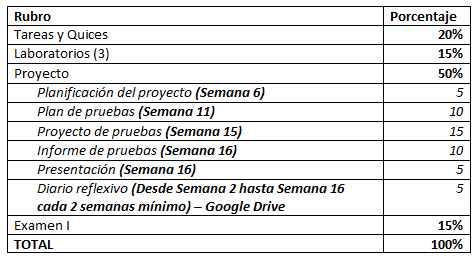 Rubro Porcentaje
Tareas y Quices 20%
Laboratorios (3) 15%
Proyecto 50%
Planificación del proyecto (Semana 6) 5
Plan de pruebas (Semana 11) 10
Proyecto de pruebas (Semana 15) 15
Informe de pruebas (Semana 16) 10
Presentación (Semana 16) 5
Diario reflexivo (Desde Semana 2 hasta Semana 16 5
cada 2 semanas mínimo) – Google Drive
Examen I 15%
TOTAL 100%